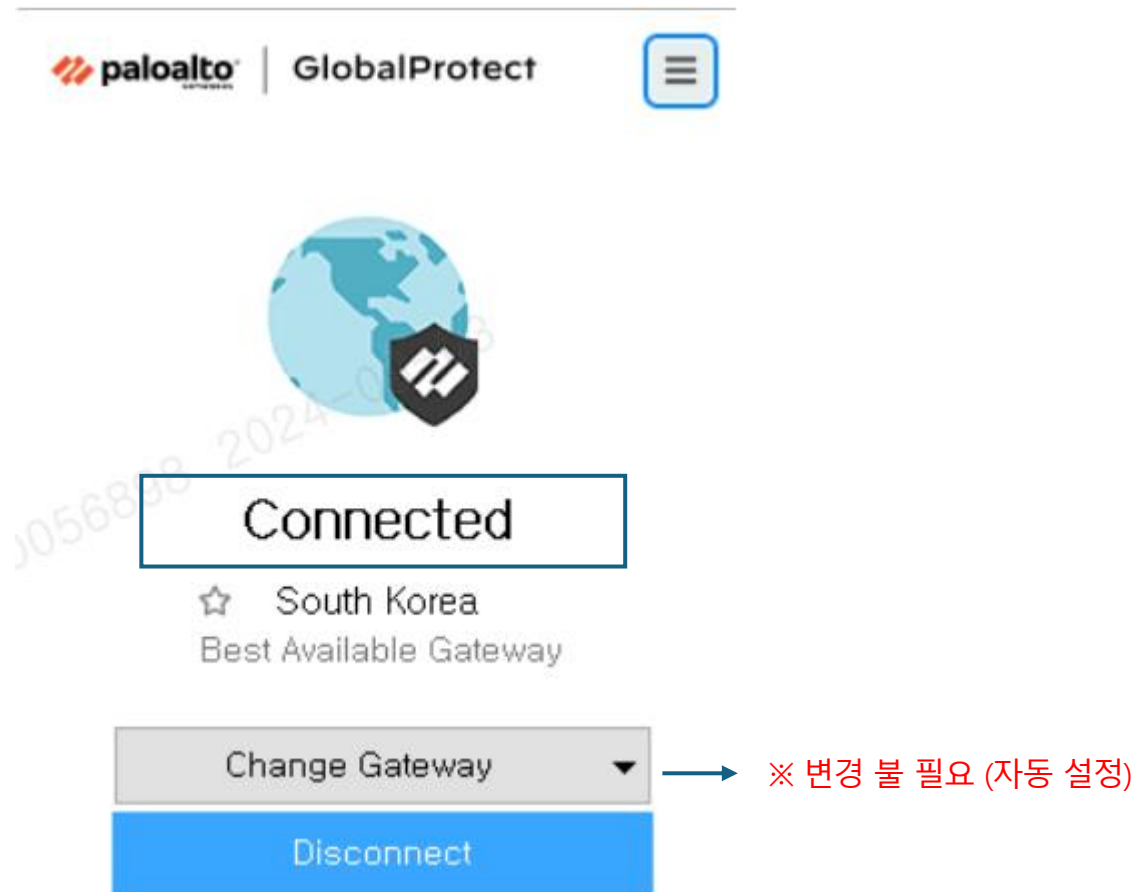 paloalto | GlobalProtect
Connected
South Korea
Best Available Gateway
Change Gateway
※ 변경 불 필요 (자동 설정)
Disconnect